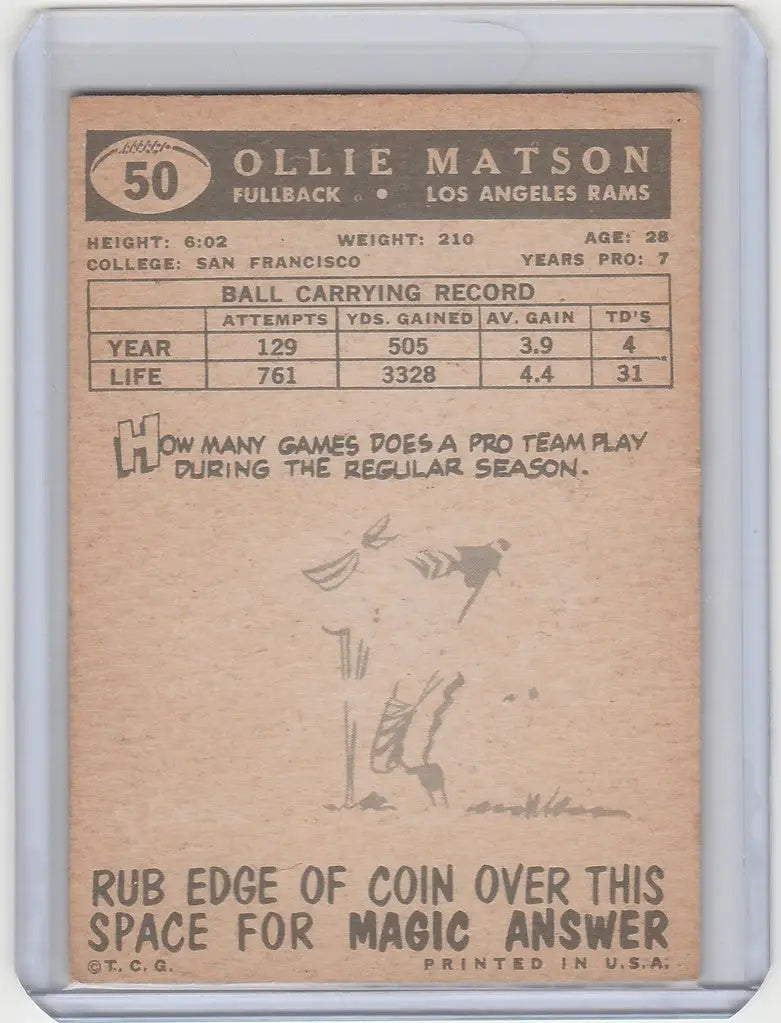 50
OLLIE MATSON
FULLBACK • LOS ANGELES RAMS
HEIGHT: 6:02 WEIGHT: 210 AGE: 28
COLLEGE: SAN FRANCISCO YEARS PRO: 7
BALL CARRYING RECORD
ATTEMPTS YDS. GAINED AV. GAIN TD'S
YEAR 129 505 3.9 4
LIFE 761 3328 4.4 31
HOW MANY GAMES DOES A PRO TEAM PLAY
DURING THE REGULAR SEASON.
RUB EDGE OF COIN OVER THIS
SPACE FOR MAGIC ANSWER
©T.C.G. PRINTED IN U.S.A.